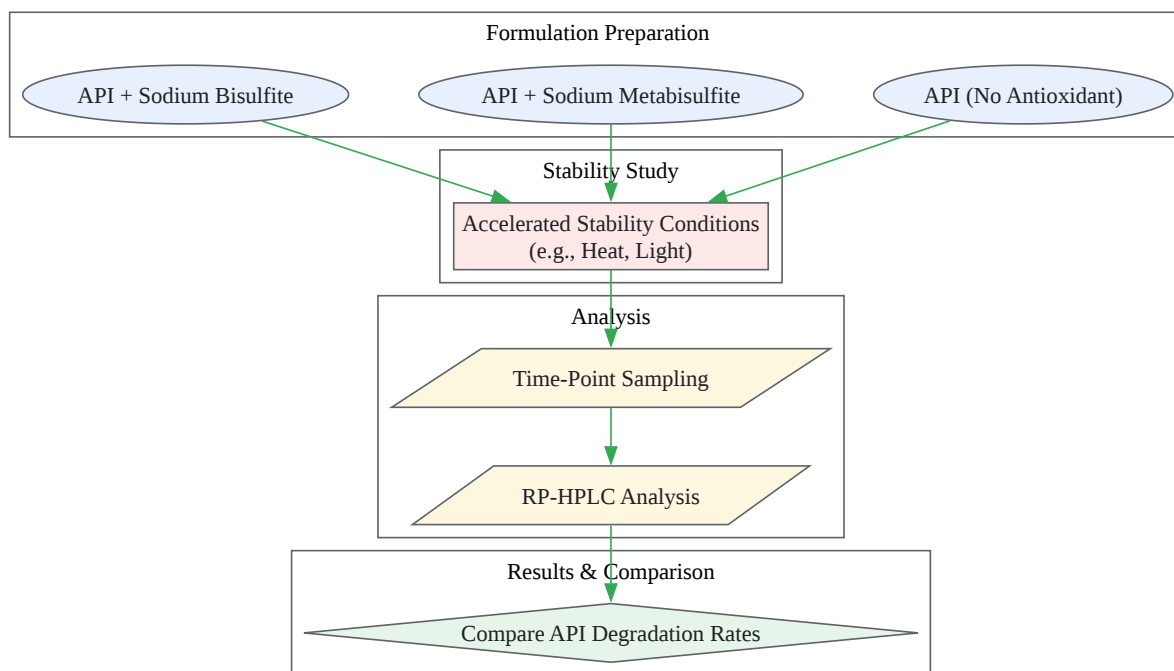 Formulation Preparation
API + Sodium Bisulfite
API + Sodium Metabisulfite
API (No Antioxidant)
Stability Study
Accelerated Stability Conditions
(e.g., Heat, Light)
Analysis
Time-Point Sampling
RP-HPLC Analysis
Results & Comparison
Compare API Degradation Rates